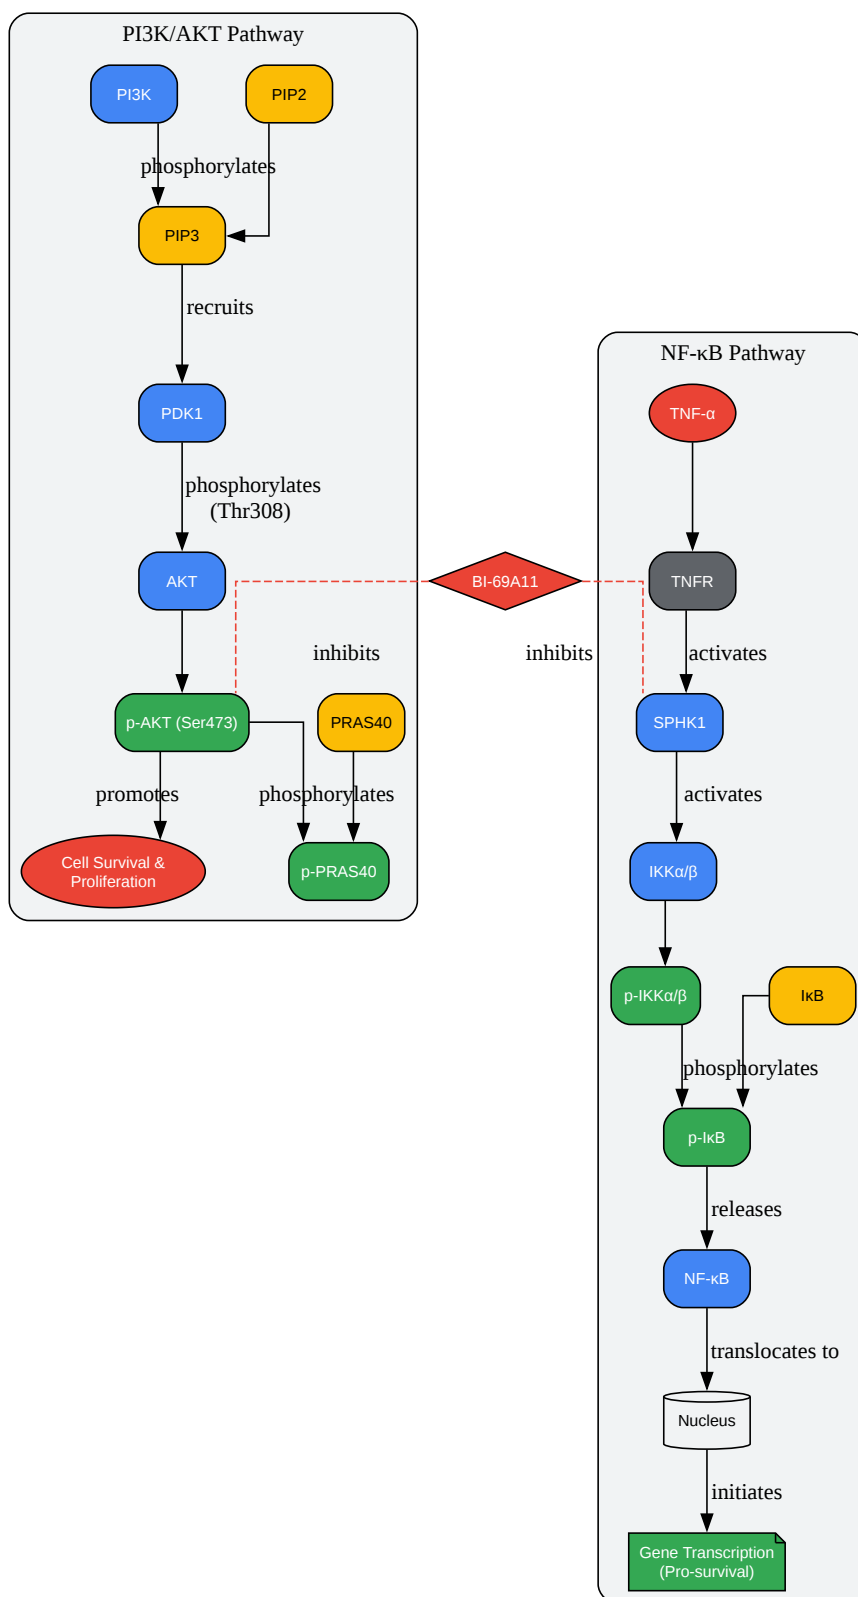 PI3K/AKT Pathway
PI3K
PIP2
phosphorylates
PIP3
recruits
PDK1
phosphorylates
(Thr308)
AKT
inhibits
p-AKT (Ser473)
PRAS40
promotes
phosphorylates
Cell Survival &
Proliferation
p-PRAS40
BI-69A11
NF-κB Pathway
TNF-α
TNFR
inhibits
activates
SPHK1
activates
IKKα/β
p-IKKα/β
IκB
phosphorylates
p-IκB
releases
NF-κB
translocates to
Nucleus
initiates
Gene Transcription
(Pro-survival)